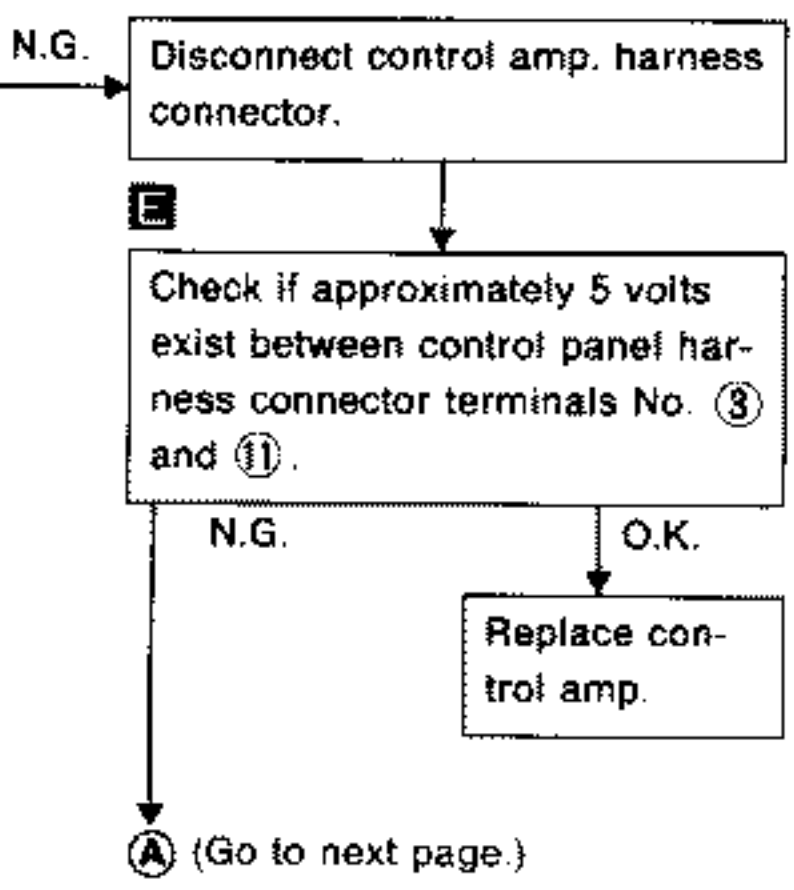 N.G.
Disconnect control amp. harness
connector.
E
Check if approximately 5 volts
exist between control panel har-
ness connector terminals No. ③
and ⑪.
N.G.
O.K.
Replace con-
trol amp.
Ⓐ (Go to next page.)